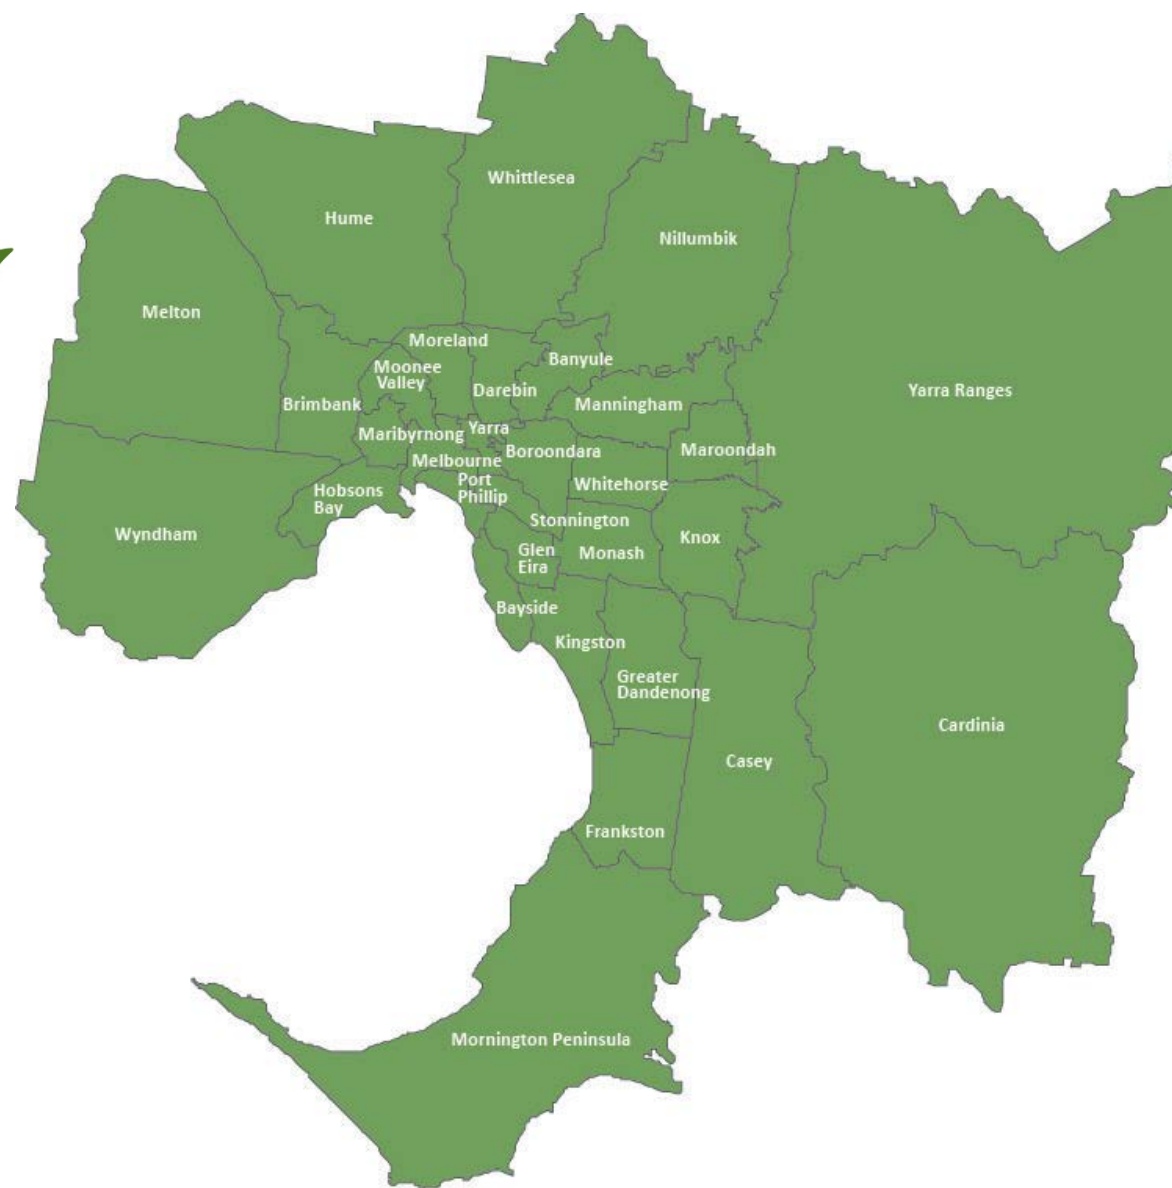 Whittlesea
Hume
Nillumbik
Melton
Moreland
Banyule
Moonee
Valley
Darebin
Yarra Ranges
Brimbank
Manningham
Yarra
Maribyrnong
Boroondara
Maroondah
Melbourne
Port
Phillip
Whitehorse
Hobsons
Bay
Stonnington
Wyndham
Knox
Glen
Eira
Monash
Bayside
Kingston
Greater
Dandenong
Cardinia
Casey
Frankston
Mornington Peninsula